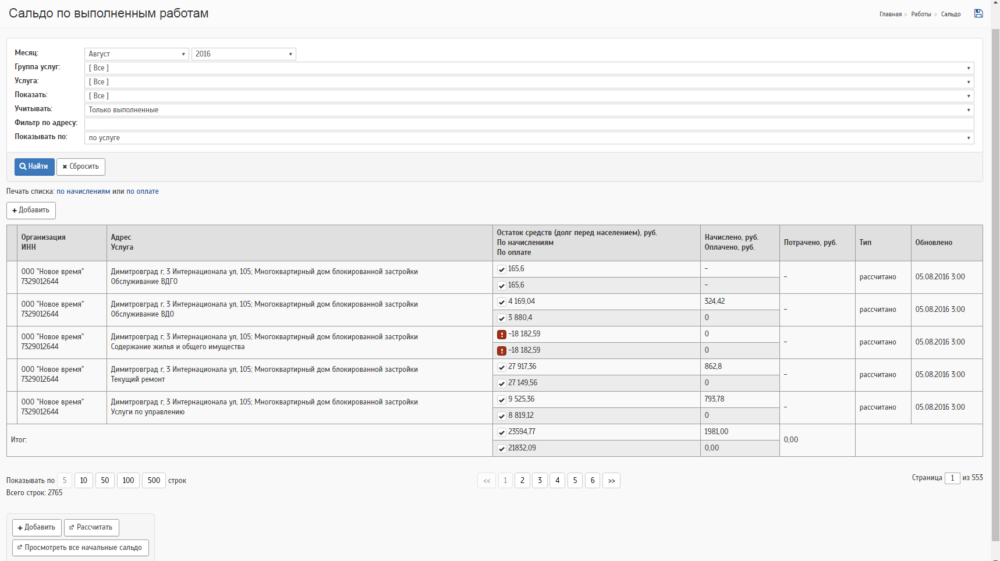 Сальдо по выполненным работам
Главная > Работы > Сальдо
Месяц: Август 2016
Группа услуг: [ Все ]
Услуга: [ Все ]
Показать: [ Все ]
Учитывать: Только выполненные
Фильтр по адресу:
Показывать по: по услуге
Найти Сбросить
Печать списка: по начислениям или по оплате
+ Добавить
Организация
ИНН
Адрес
Услуга
Остаток средств (долг перед населением), руб.
По начислениям
По оплате
Начислено, руб.
Оплачено, руб.
Потрачено, руб.
Тип
Обновлено
ООО "Новое время"
7329012644
Димитровград г, 3 Интернационала ул, 105; Многоквартирный дом блокированной застройки
Обслуживание ВДГО
165,6 –
165,6 –
–
рассчитано
05.08.2016 3:00
ООО "Новое время"
7329012644
Димитровград г, 3 Интернационала ул, 105; Многоквартирный дом блокированной застройки
Обслуживание ВДО
4 169,04 324,42
3 880,4 0
–
рассчитано
05.08.2016 3:00
ООО "Новое время"
7329012644
Димитровград г, 3 Интернационала ул, 105; Многоквартирный дом блокированной застройки
Содержание жилья и общего имущества
–18 182,59 0
–18 182,59 0
–
рассчитано
05.08.2016 3:00
ООО "Новое время"
7329012644
Димитровград г, 3 Интернационала ул, 105; Многоквартирный дом блокированной застройки
Текущий ремонт
27 917,36 862,8
27 149,56 0
–
рассчитано
05.08.2016 3:00
ООО "Новое время"
7329012644
Димитровград г, 3 Интернационала ул, 105; Многоквартирный дом блокированной застройки
Услуги по управлению
9 525,36 793,78
8 819,12 0
–
рассчитано
05.08.2016 3:00
Итог:
23594,77 1981,00
21832,09 0,00
0,00
Показывать по 5 10 50 100 500 строк
<< 1 2 3 4 5 6 >>
Страница 1 из 553
Всего строк: 2765
+ Добавить Рассчитать
Просмотреть все начальные сальдо